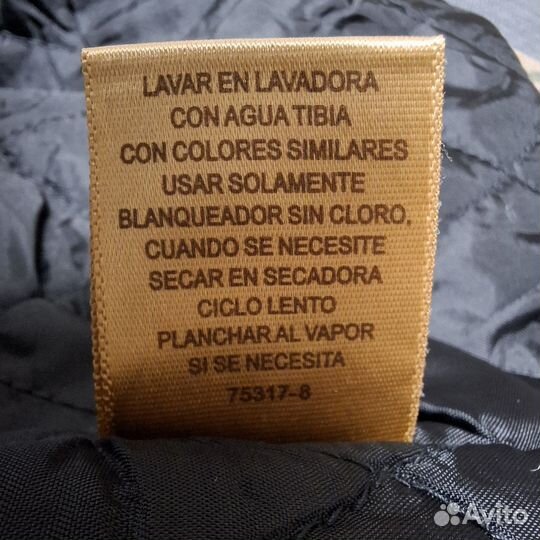 LAVAR EN LAVADORA
CON AGUA TIBIA
CON COLORES SIMILARES
USAR SOLAMENTE
BLANQUEADOR SIN CLORO,
CUANDO SE NECESITE
SECAR EN SECADORA
CICLO LENTO
PLANCHAR AL VAPOR
SI SE NECESITA
75317-8
Avito